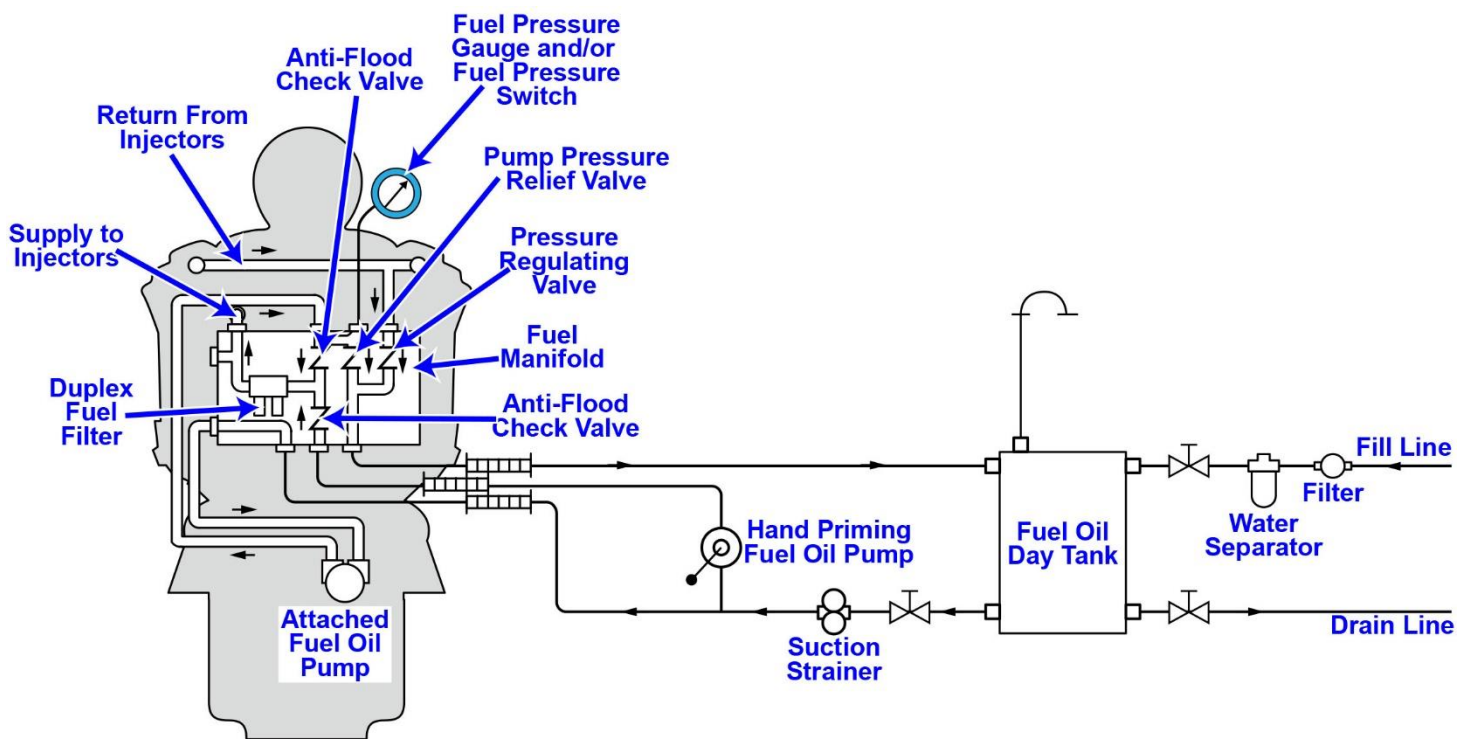 Fuel Pressure
Gauge and/or
Fuel Pressure
Switch
Anti-Flood
Check Valve
Return From
Injectors
Pump Pressure
Relief Valve
Supply to
Injectors
Pressure
Regulating
Valve
Fuel
Manifold
Duplex
Fuel
Filter
Anti-Flood
Check Valve
Fill Line
Filter
Water
Separator
Hand Priming
Fuel Oil Pump
Fuel Oil
Day Tank
Attached
Fuel Oil
Pump
Suction
Strainer
Drain Line